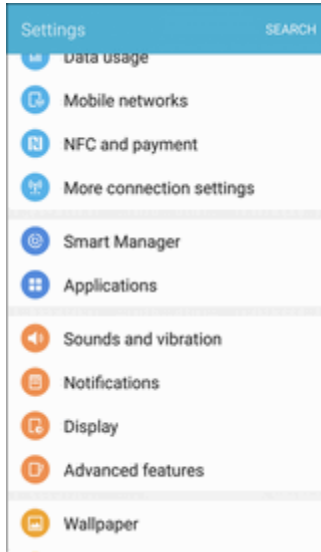 Settings SEARCH
Data usage
Mobile networks
NFC and payment
More connection settings
Smart Manager
Applications
Sounds and vibration
Notifications
Display
Advanced features
Wallpaper